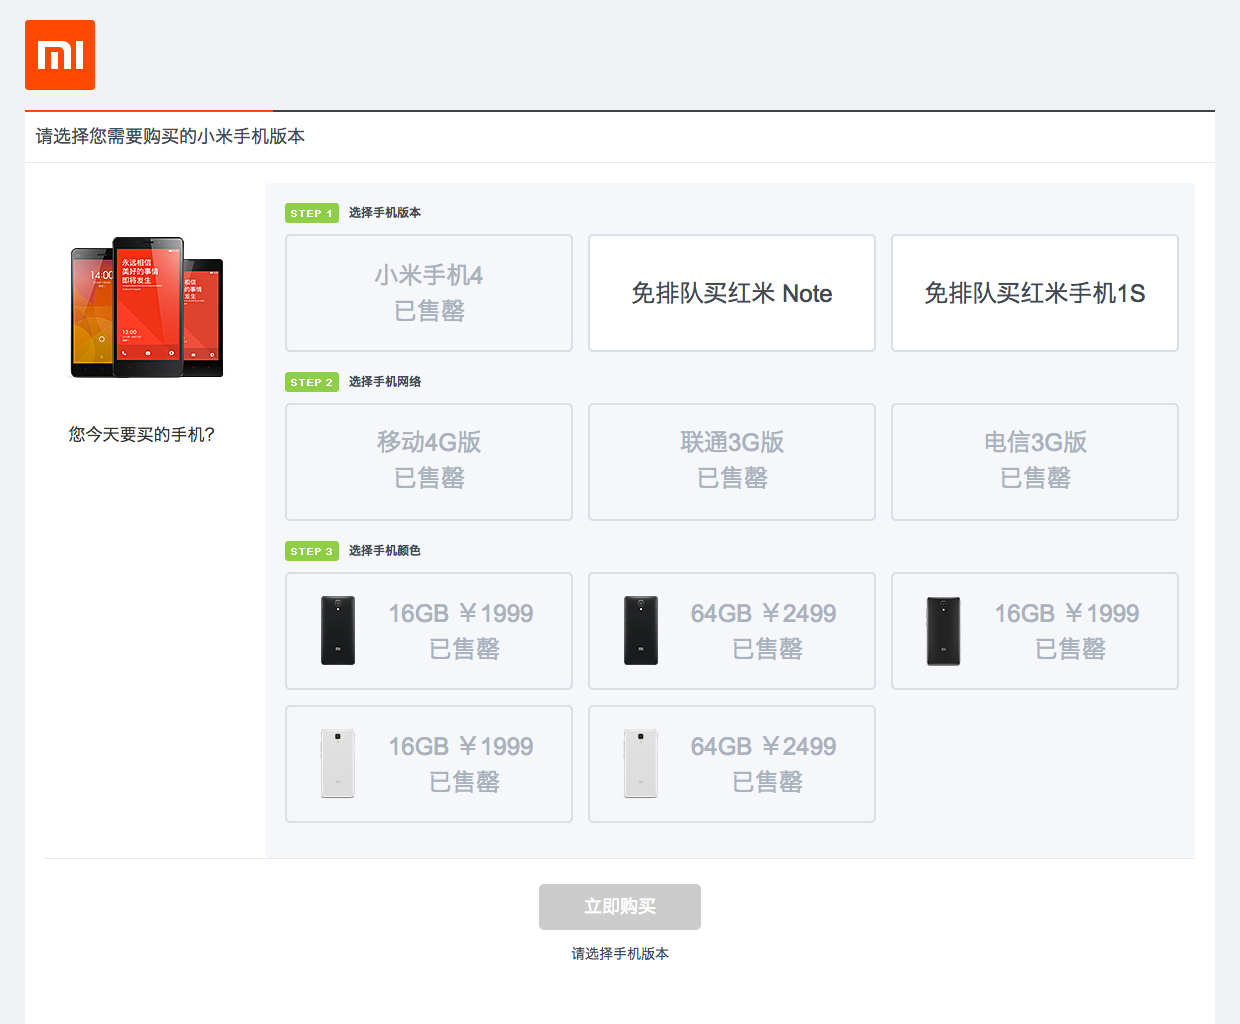 请选择您需要购买的小米手机版本
STEP 1 选择手机版本
小米手机4
已售罄
免排队买红米 Note
免排队买红米手机1S
永远相信
美好的事情
即将发生
14:00
12:00
您今天要买的手机?
STEP 2 选择手机网络
移动4G版
已售罄
联通3G版
已售罄
电信3G版
已售罄
STEP 3 选择手机颜色
16GB ￥1999
已售罄
64GB ￥2499
已售罄
16GB ￥1999
已售罄
16GB ￥1999
已售罄
64GB ￥2499
已售罄
立即购买
请选择手机版本